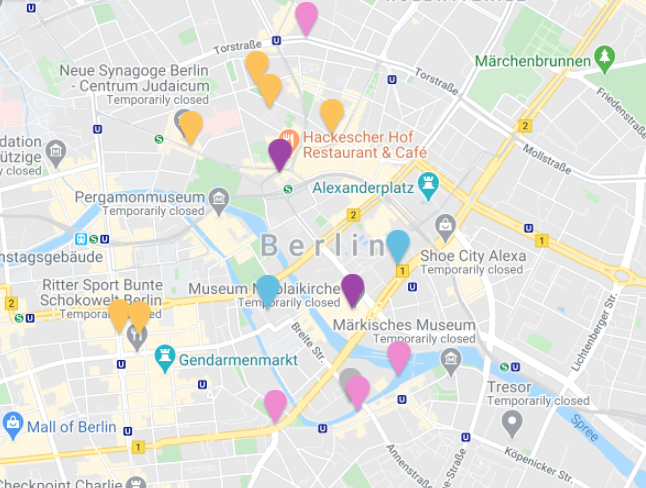 Torstraße
U
Märchenbrunnen
Neue Synagoge Berlin
- Centrum Judaicum
Temporarily closed
Torstraße
Friedenstraße
2
Mollstraße
Hackescher Hof
Restaurant & Café
dation
ützige
y closed
S
Alexanderplatz
Pergamonmuseum
Temporarily closed
2
U S U
Berlin
Shoe City Alexa
Temporarily closed
U
1
nstagsgebäude
1
U
Ritter Sport Bunte
Schokowelt Berlin
Museum Nikolaikirche
Temporarily closed
2
S U
Breite Str.
Märkisches Museum
Temporarily closed
Lichtenberger Str.
Gendarmenmarkt
Tresor
Temporarily closed
Spree
Mall of Berlin
1
Annenstraße
Köpenicker Str.
Checkpoint Charlie